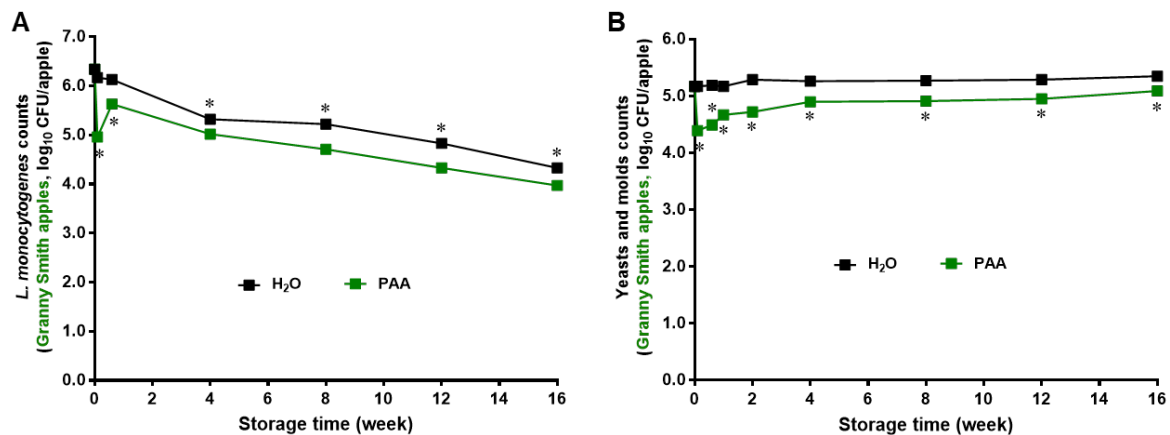 A
L. monocytogenes counts
(Granny Smith apples, log₁₀ CFU/apple)
7.0
6.0
5.0
4.0
3.0
2.0
1.0
0.0
* * * * * *
H₂O PAA
0 2 4 6 8 10 12 14 16
Storage time (week)
B
Yeasts and molds counts
(Granny Smith apples, log₁₀ CFU/apple)
6.0
5.0
4.0
3.0
2.0
1.0
0.0
* * * * * * * * *
H₂O PAA
0 2 4 6 8 10 12 14 16
Storage time (week)